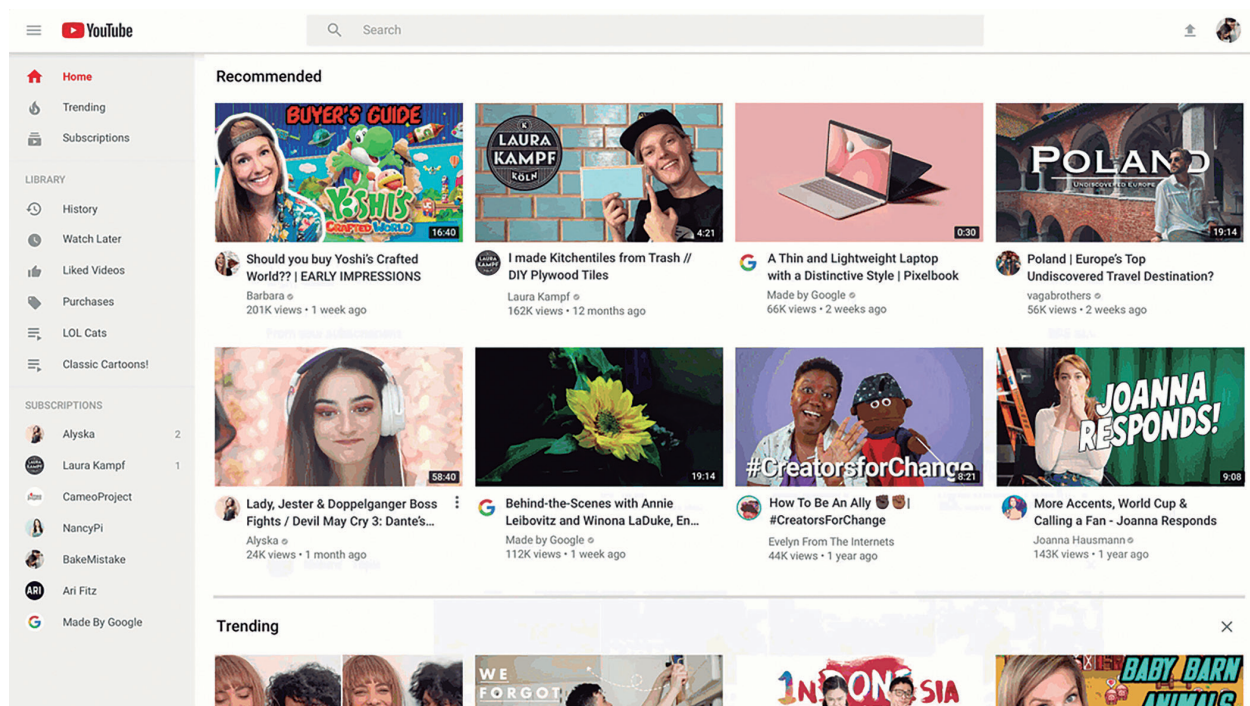 YouTube
Search
Home
Trending
Subscriptions
LIBRARY
History
Watch Later
Liked Videos
Purchases
LOL Cats
Classic Cartoons!
SUBSCRIPTIONS
Alyska 2
Laura Kampf 1
CameoProject
NancyPi
BakeMistake
ARI
Ari Fitz
Made By Google
Recommended
BUYER'S GUIDE
YOSHI'S
CRAFTED WORLD
16:40
K
LAURA
KAMPF
KÖLN
4:21
0:30
POLAND
UNDISCOVERED EUROPE
19:14
Should you buy Yoshi's Crafted
World?? | EARLY IMPRESSIONS
Barbara
201K views • 1 week ago
LAURA
KAMPF
I made Kitchentiles from Trash //
DIY Plywood Tiles
Laura Kampf
162K views • 12 months ago
A Thin and Lightweight Laptop
with a Distinctive Style | Pixelbook
Made by Google
66K views • 2 weeks ago
Poland | Europe's Top
Undiscovered Travel Destination?
vagabrothers
56K views • 2 weeks ago
58:40
19:14
#CreatorsforChange
8:21
JOANNA
RESPONDS!
9:08
Lady, Jester & Doppelganger Boss
Fights / Devil May Cry 3: Dante's...
Alyska
24K views • 1 month ago
Behind-the-Scenes with Annie
Leibovitz and Winona LaDuke, En...
Made by Google
112K views • 1 week ago
How To Be An Ally ✊🏿✊🏾|
#CreatorsForChange
Evelyn From The Internets
44K views • 1 year ago
More Accents, World Cup &
Calling a Fan - Joanna Responds
Joanna Hausmann
143K views • 1 year ago
Trending
WE
FORGOT
INDONESIA
BABY BARN
ANIMALS